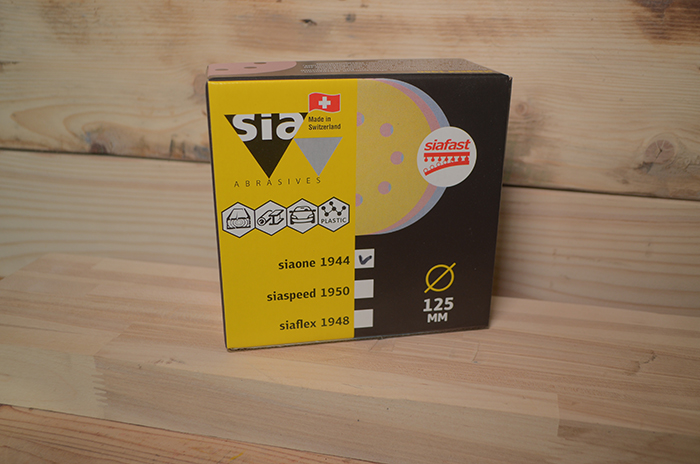 sia
Made in
Switzerland
ABRASIVES
PLASTIC
siafast
siaone 1944
siaspeed 1950
siaflex 1948
125
MM